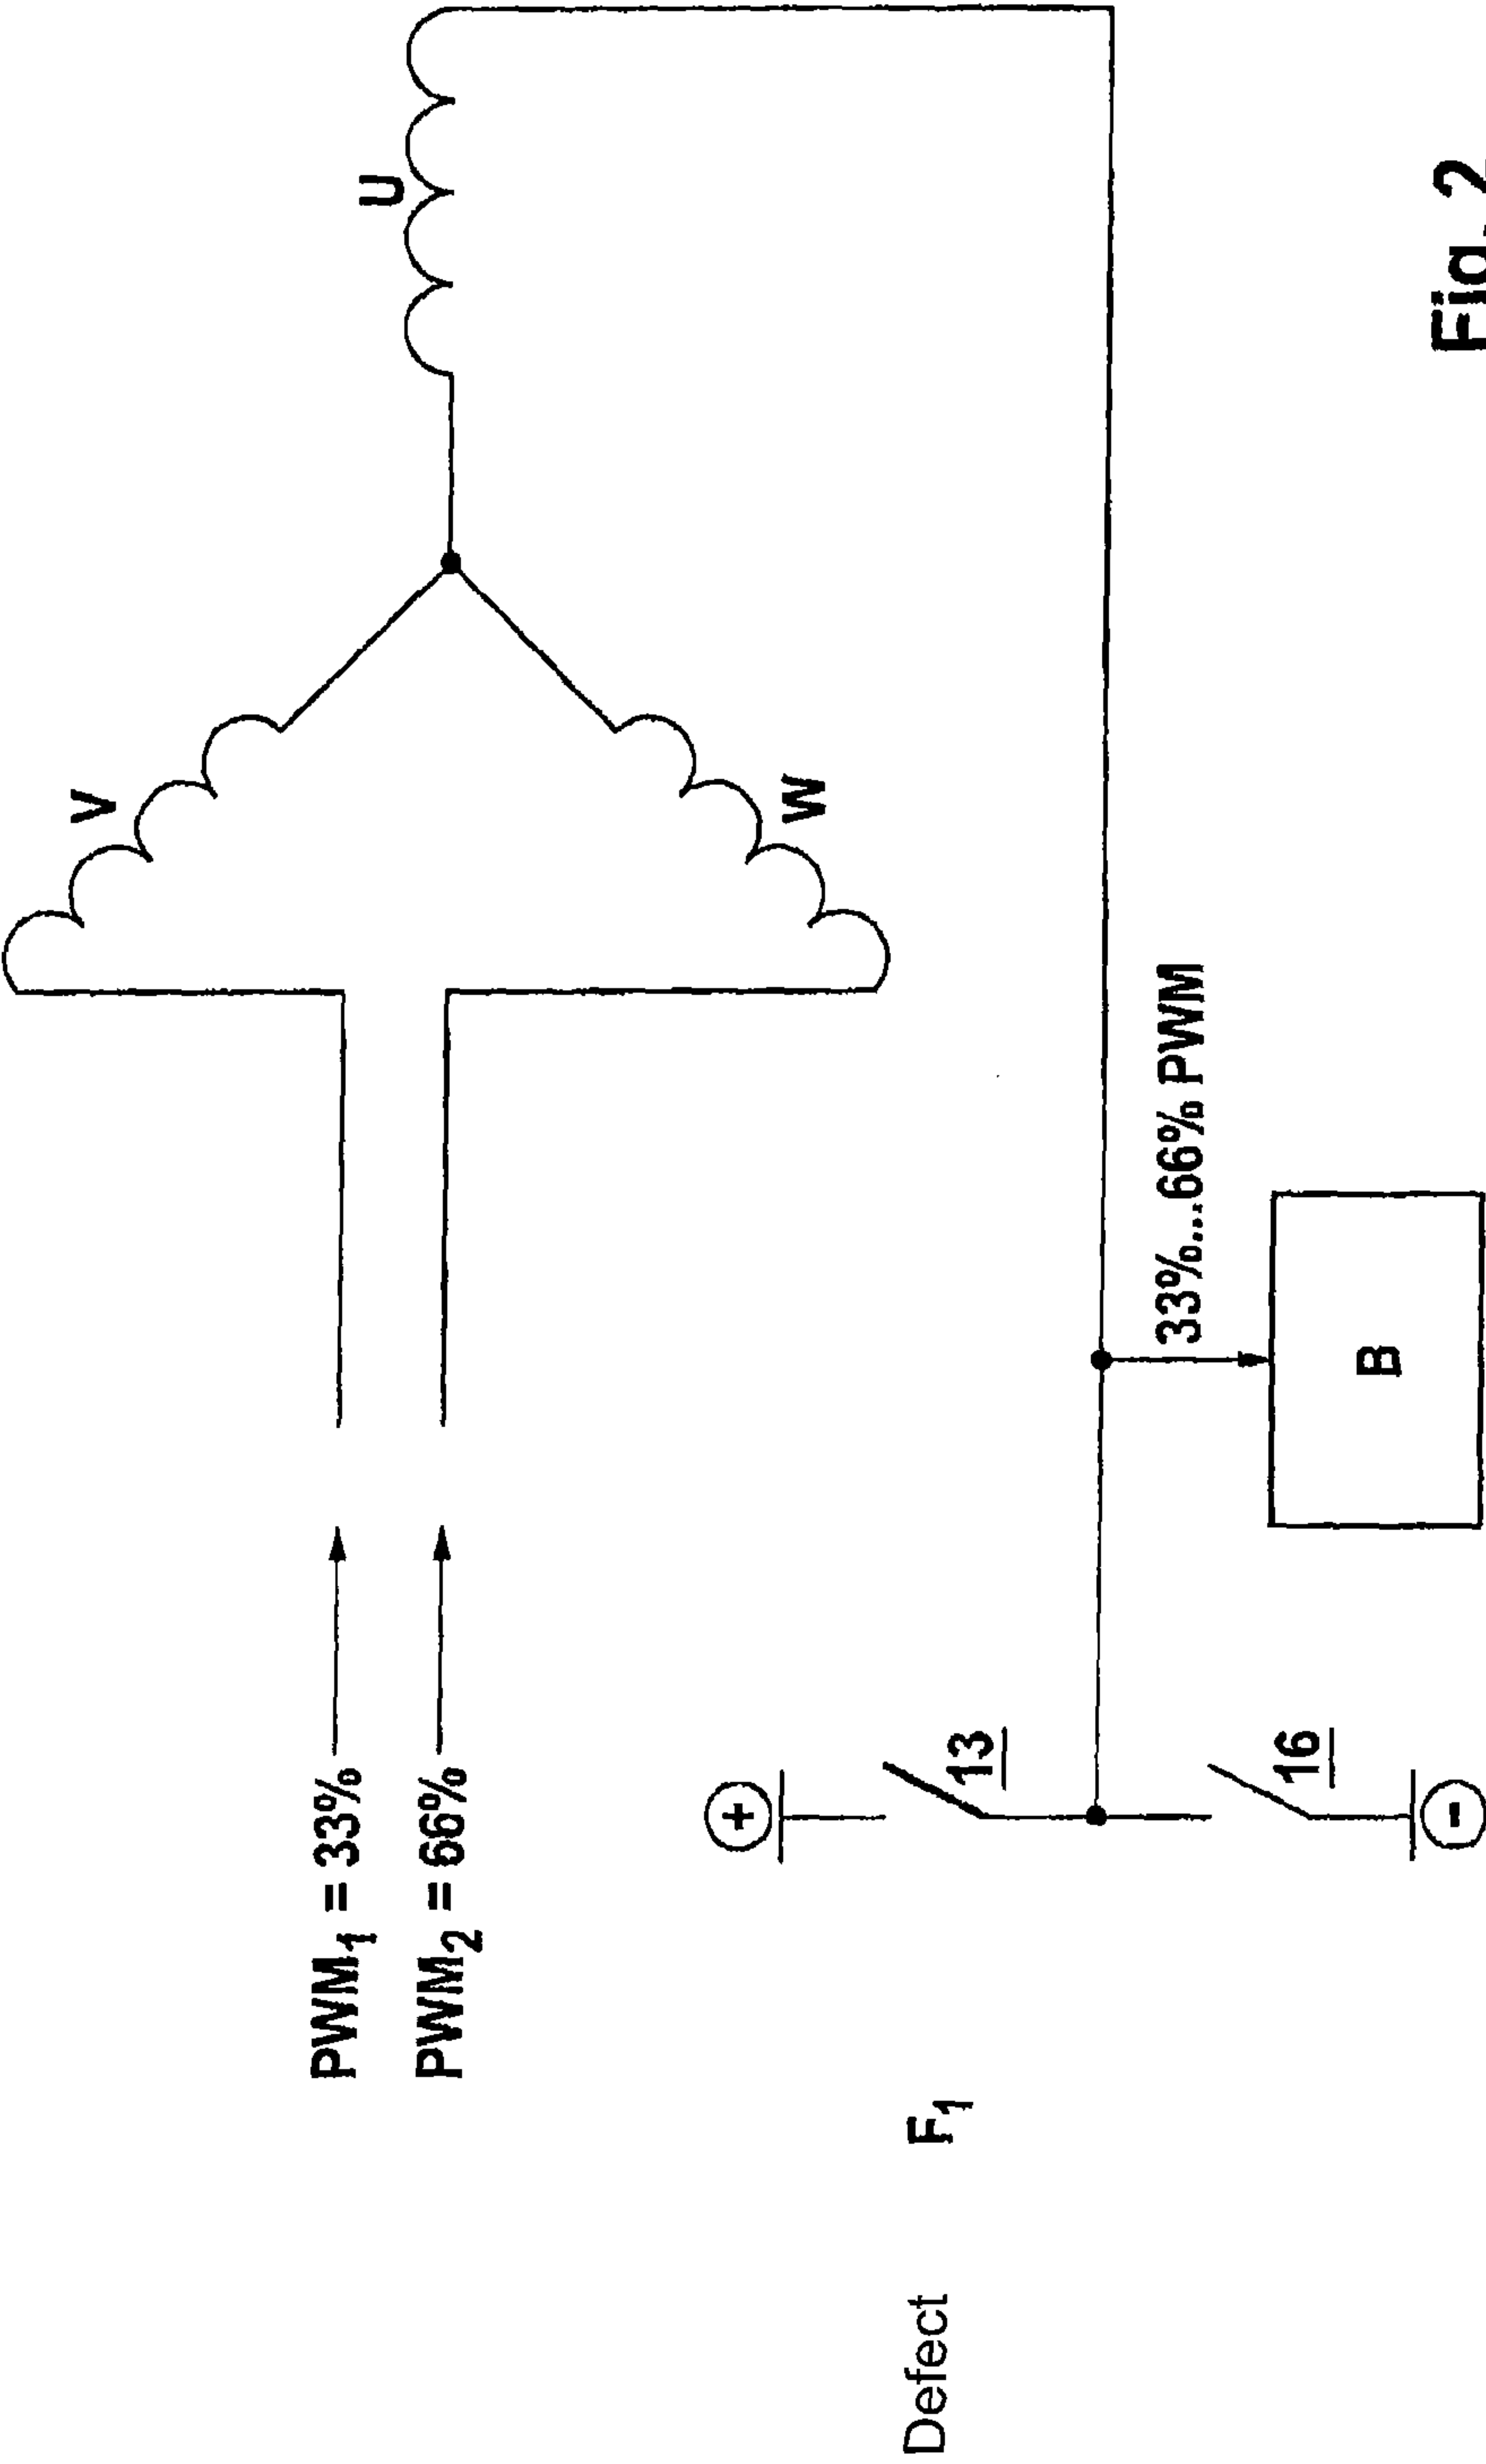 V
U
PWM₁ = 33%
PWM₂ = 66%
+
W
Defect F₁
13
33%...66% PWM
16
B
-
Fig. 2